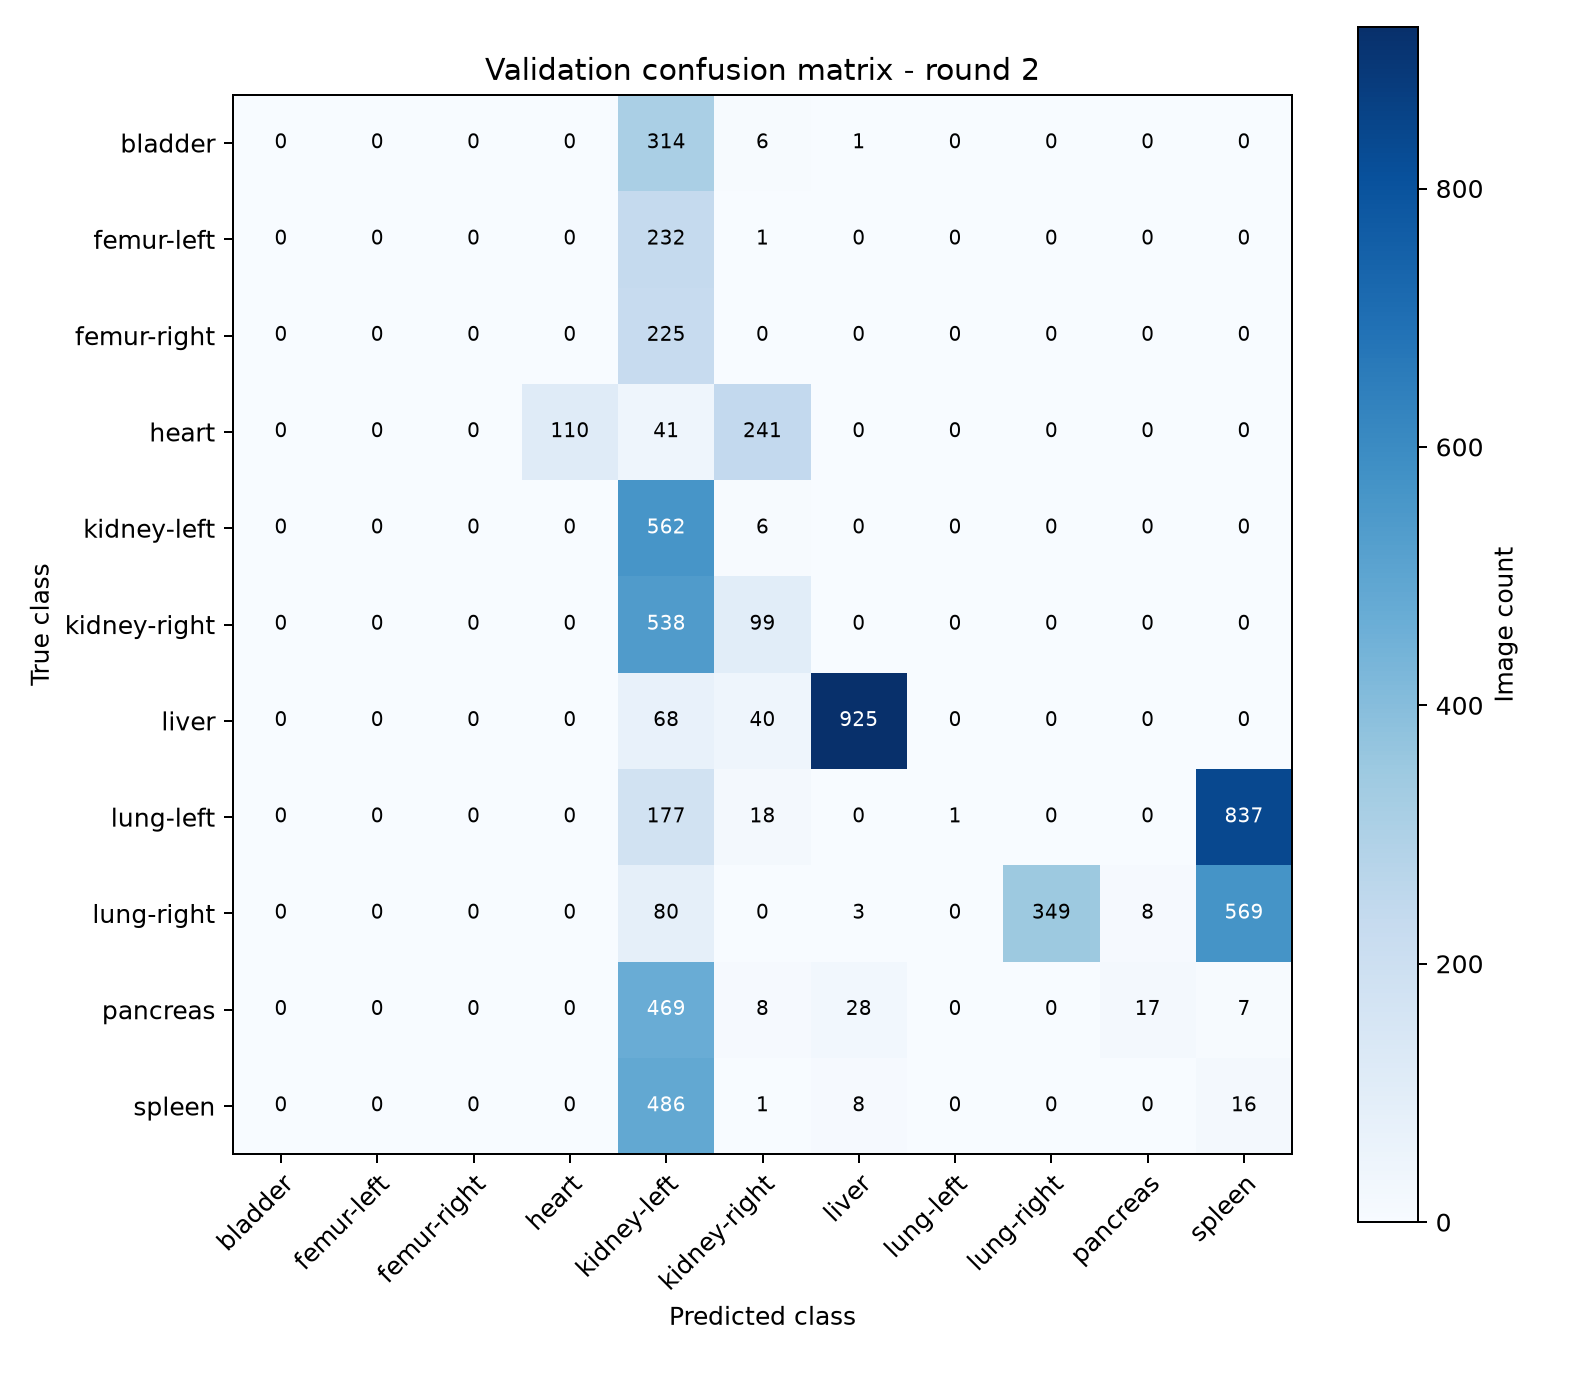 Validation confusion matrix - round 2
bladder 0 0 0 0 314 6 1 0 0 0 0
femur-left 0 0 0 0 232 1 0 0 0 0 0
femur-right 0 0 0 0 225 0 0 0 0 0 0
heart 0 0 0 110 41 241 0 0 0 0 0
kidney-left 0 0 0 0 562 6 0 0 0 0 0
kidney-right 0 0 0 0 538 99 0 0 0 0 0
liver 0 0 0 0 68 40 925 0 0 0 0
lung-left 0 0 0 0 177 18 0 1 0 0 837
lung-right 0 0 0 0 80 0 3 0 349 8 569
pancreas 0 0 0 0 469 8 28 0 0 17 7
spleen 0 0 0 0 486 1 8 0 0 0 16
True class
bladder femur-left femur-right heart kidney-left kidney-right liver lung-left lung-right pancreas spleen
Predicted class
800
600
400
200
0
Image count